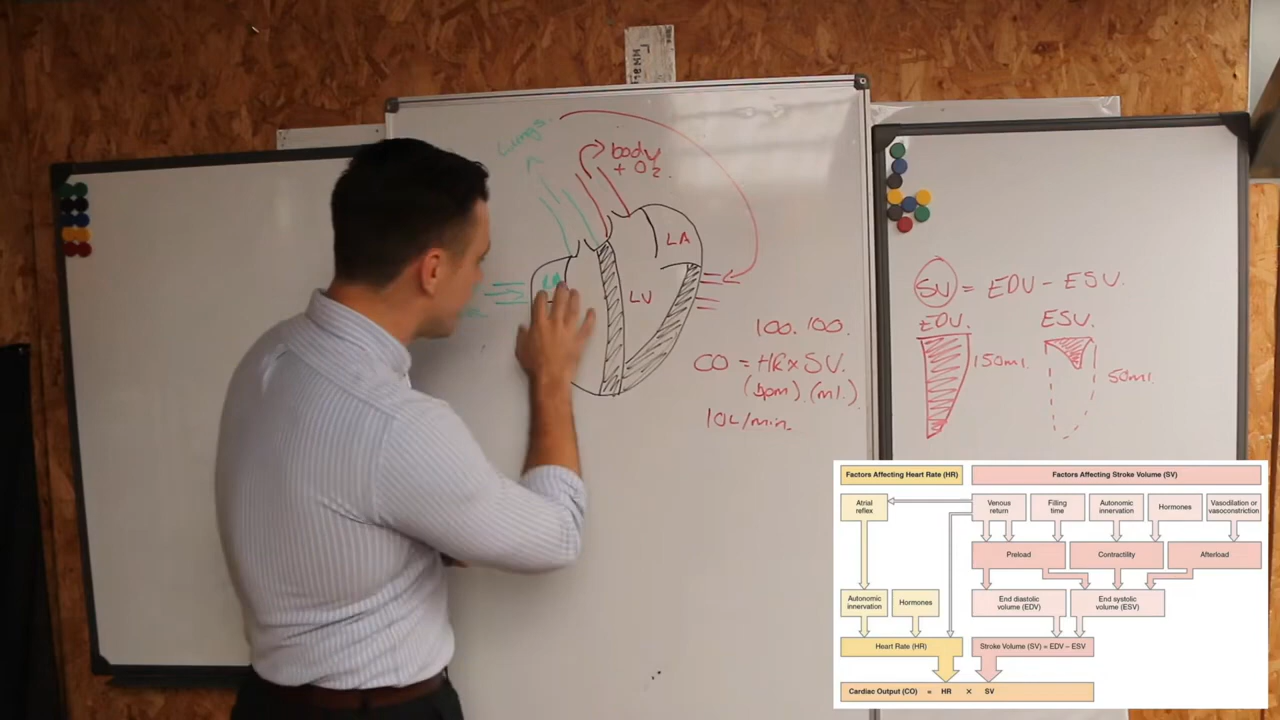 Lungs.
body
+ O2.
LA
LV
100. 100.
CO = HR x SV.
(bpm). (ml.)
10L/min.
SV = EDV - ESV.
EDV. ESV.
150ml.
50ml.
Factors Affecting Heart Rate (HR)
Factors Affecting Stroke Volume (SV)
Atrial
reflex
Venous
return
Filling
time
Autonomic
innervation
Hormones
Vasodilation or
vasoconstriction
Preload
Contractility
Afterload
Autonomic
innervation
Hormones
End diastolic
volume (EDV)
End systolic
volume (ESV)
Heart Rate (HR)
Stroke Volume (SV) = EDV – ESV
Cardiac Output (CO) = HR × SV